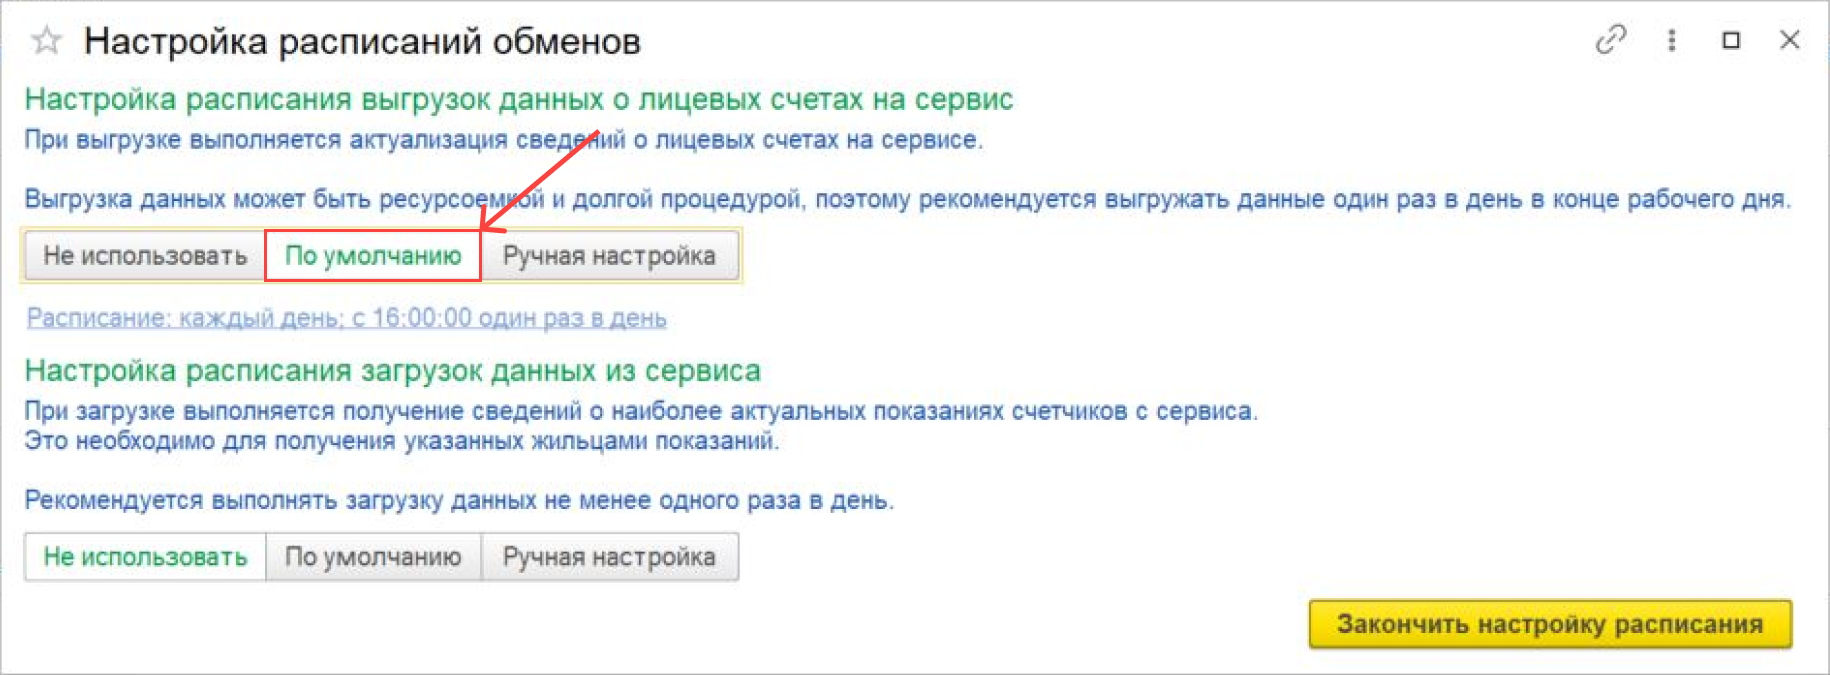 Настройка расписаний обменов
Настройка расписания выгрузок данных о лицевых счетах на сервис
При выгрузке выполняется актуализация сведений о лицевых счетах на сервисе.
Выгрузка данных может быть ресурсоемкой и долгой процедурой, поэтому рекомендуется выгружать данные один раз в день в конце рабочего дня.
Не использовать По умолчанию Ручная настройка
Расписание: каждый день; с 16:00:00 один раз в день
Настройка расписания загрузок данных из сервиса
При загрузке выполняется получение сведений о наиболее актуальных показаниях счетчиков с сервиса.
Это необходимо для получения указанных жильцами показаний.
Рекомендуется выполнять загрузку данных не менее одного раза в день.
Не использовать По умолчанию Ручная настройка
Закончить настройку расписания